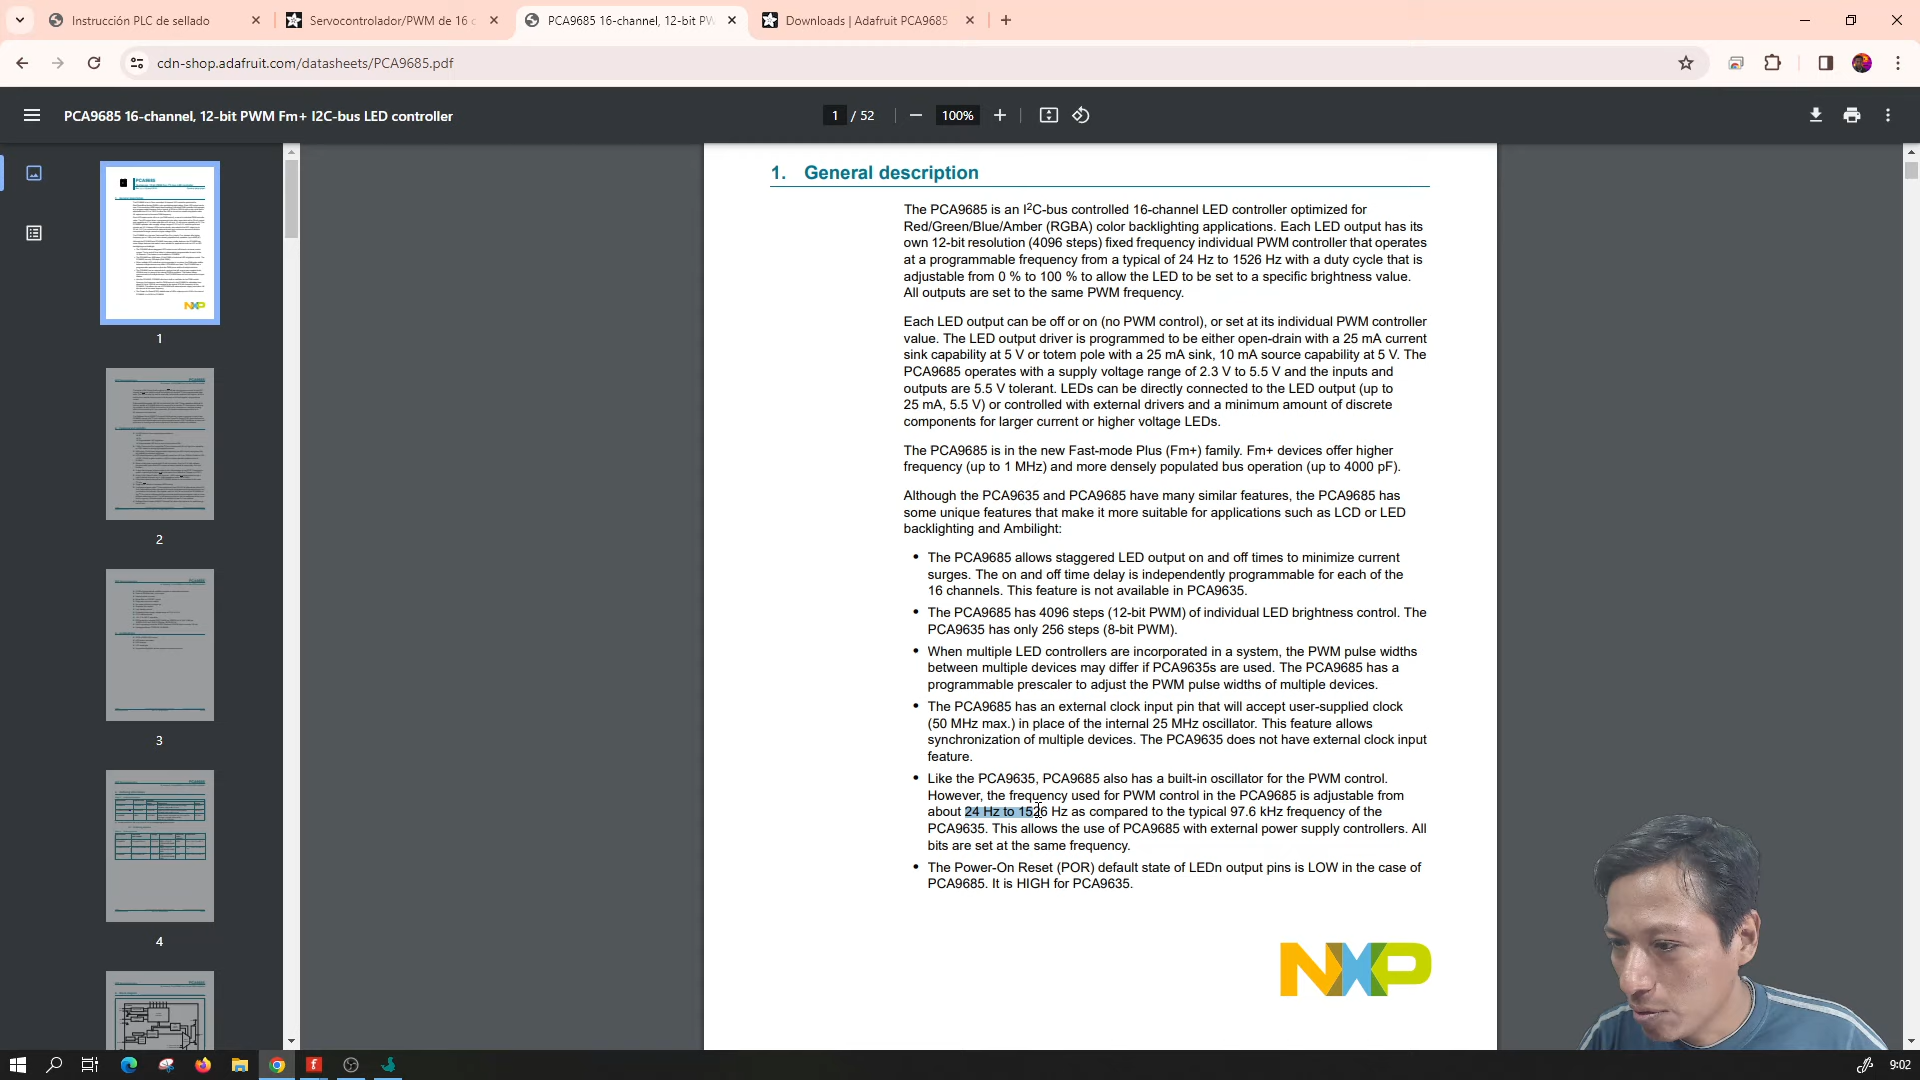 Instrucción PLC de sellado
Servocontrolador/PWM de 16 c
PCA9685 16-channel, 12-bit PW
Downloads | Adafruit PCA9685
cdn-shop.adafruit.com/datasheets/PCA9685.pdf
PCA9685 16-channel, 12-bit PWM Fm+ I2C-bus LED controller
1 / 52
100%
1
2
3
4
1. General description
The PCA9685 is an I2C-bus controlled 16-channel LED controller optimized for
Red/Green/Blue/Amber (RGBA) color backlighting applications. Each LED output has its
own 12-bit resolution (4096 steps) fixed frequency individual PWM controller that operates
at a programmable frequency from a typical of 24 Hz to 1526 Hz with a duty cycle that is
adjustable from 0 % to 100 % to allow the LED to be set to a specific brightness value.
All outputs are set to the same PWM frequency.
Each LED output can be off or on (no PWM control), or set at its individual PWM controller
value. The LED output driver is programmed to be either open-drain with a 25 mA current
sink capability at 5 V or totem pole with a 25 mA sink, 10 mA source capability at 5 V. The
PCA9685 operates with a supply voltage range of 2.3 V to 5.5 V and the inputs and
outputs are 5.5 V tolerant. LEDs can be directly connected to the LED output (up to
25 mA, 5.5 V) or controlled with external drivers and a minimum amount of discrete
components for larger current or higher voltage LEDs.
The PCA9685 is in the new Fast-mode Plus (Fm+) family. Fm+ devices offer higher
frequency (up to 1 MHz) and more densely populated bus operation (up to 4000 pF).
Although the PCA9635 and PCA9685 have many similar features, the PCA9685 has
some unique features that make it more suitable for applications such as LCD or LED
backlighting and Ambilight:
• The PCA9685 allows staggered LED output on and off times to minimize current
surges. The on and off time delay is independently programmable for each of the
16 channels. This feature is not available in PCA9635.
• The PCA9685 has 4096 steps (12-bit PWM) of individual LED brightness control. The
PCA9635 has only 256 steps (8-bit PWM).
• When multiple LED controllers are incorporated in a system, the PWM pulse widths
between multiple devices may differ if PCA9635s are used. The PCA9685 has a
programmable prescaler to adjust the PWM pulse widths of multiple devices.
• The PCA9685 has an external clock input pin that will accept user-supplied clock
(50 MHz max.) in place of the internal 25 MHz oscillator. This feature allows
synchronization of multiple devices. The PCA9635 does not have external clock input
feature.
• Like the PCA9635, PCA9685 also has a built-in oscillator for the PWM control.
However, the frequency used for PWM control in the PCA9685 is adjustable from
about 24 Hz to 1526 Hz as compared to the typical 97.6 kHz frequency of the
PCA9635. This allows the use of PCA9685 with external power supply controllers. All
bits are set at the same frequency.
• The Power-On Reset (POR) default state of LEDn output pins is LOW in the case of
PCA9685. It is HIGH for PCA9635.
NXP
9:02